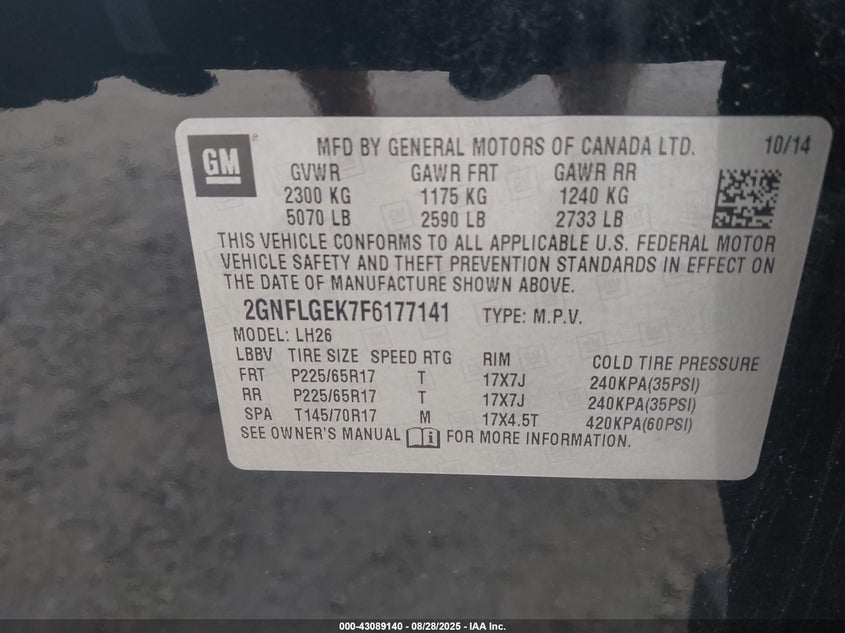 GM
MFD BY GENERAL MOTORS OF CANADA LTD. 10/14
GVWR GAWR FRT GAWR RR
2300 KG 1175 KG 1240 KG
5070 LB 2590 LB 2733 LB
THIS VEHICLE CONFORMS TO ALL APPLICABLE U.S. FEDERAL MOTOR
VEHICLE SAFETY AND THEFT PREVENTION STANDARDS IN EFFECT ON
THE DATE OF MANUFACTURE SHOWN ABOVE.
2GNFLGEK7F6177141 TYPE: M.P.V.
MODEL: LH26
LBBV TIRE SIZE SPEED RTG RIM COLD TIRE PRESSURE
FRT P225/65R17 T 17X7J 240KPA(35PSI)
RR P225/65R17 T 17X7J 240KPA(35PSI)
SPA T145/70R17 M 17X4.5T 420KPA(60PSI)
SEE OWNER'S MANUAL FOR MORE INFORMATION.
000-43089140 - 08/28/2025 - IAA Inc.